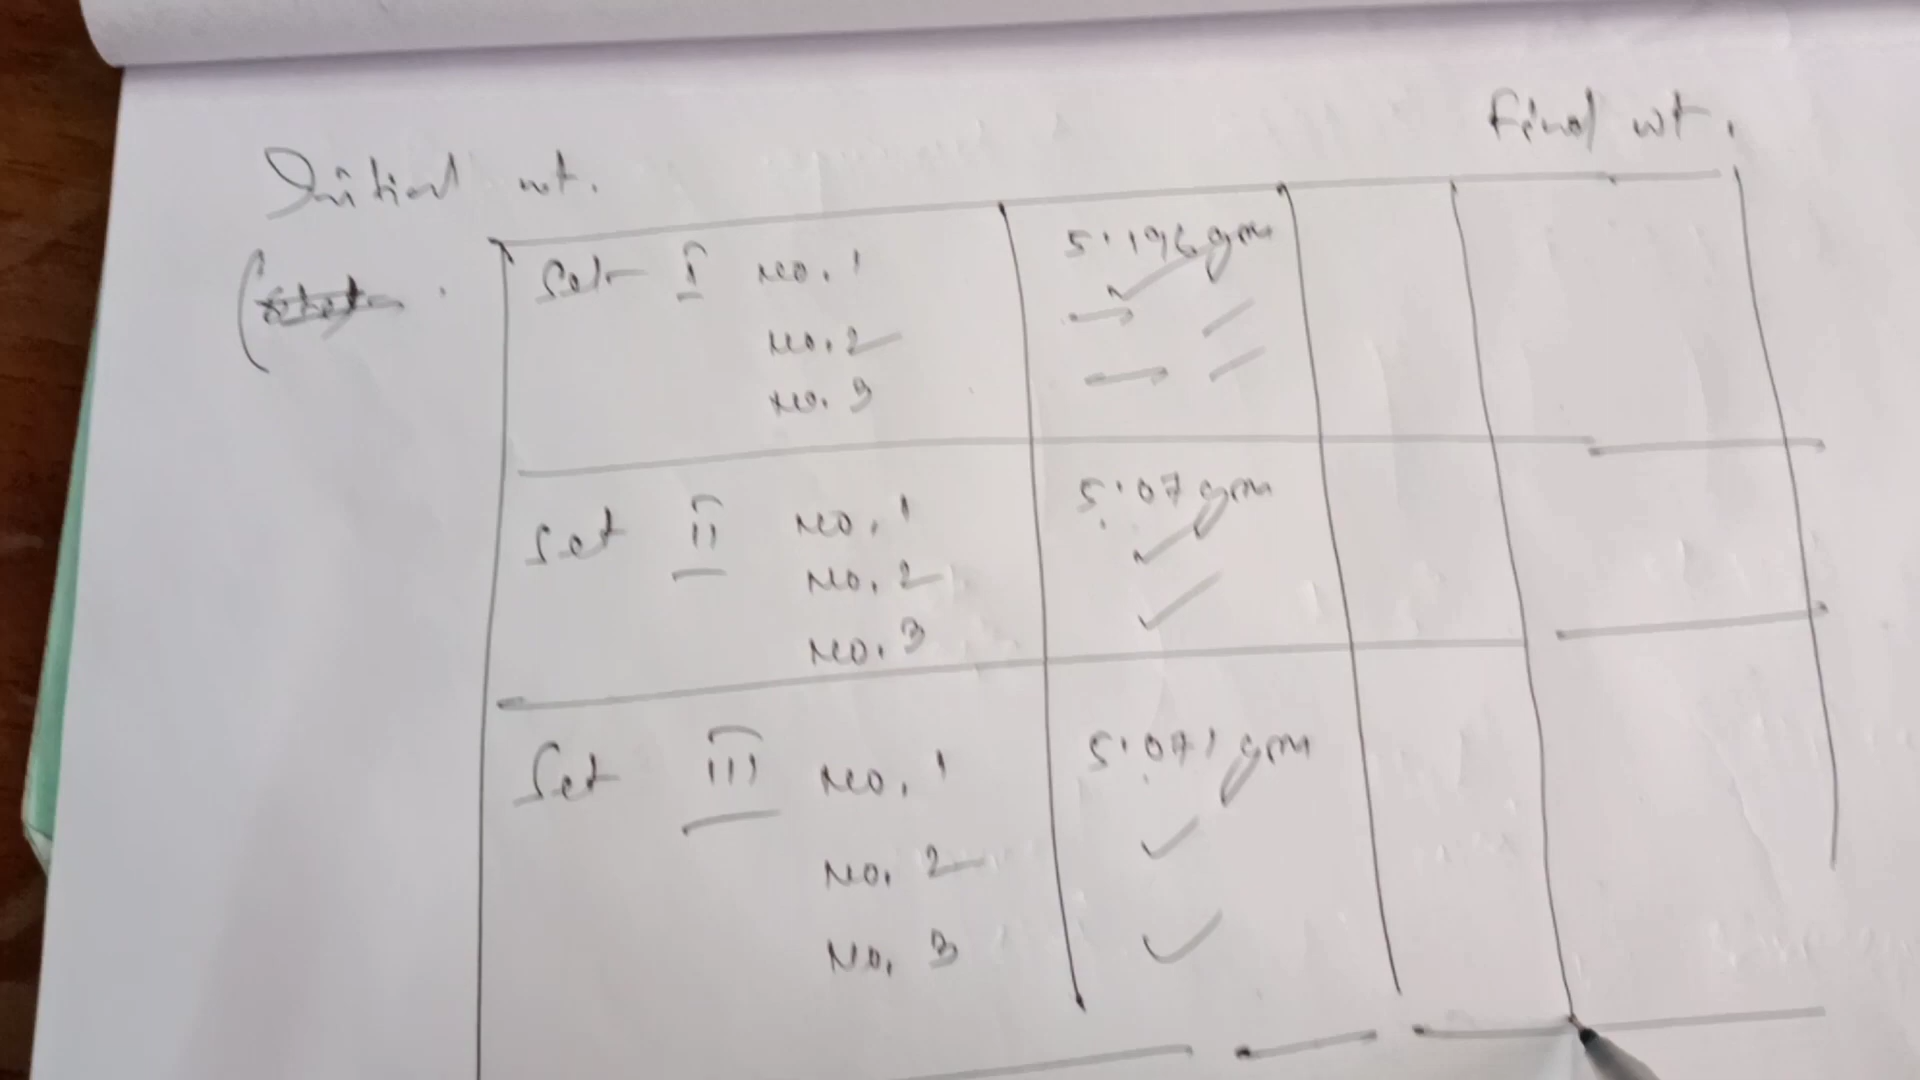 Final wt.
Initial wt.
Set I No. 1 5.196 gm
No. 2
No. 3
Set II No. 1 5.07 gm
No. 2
No. 3
Set III No. 1 5.071 gm
No. 2
No. 3